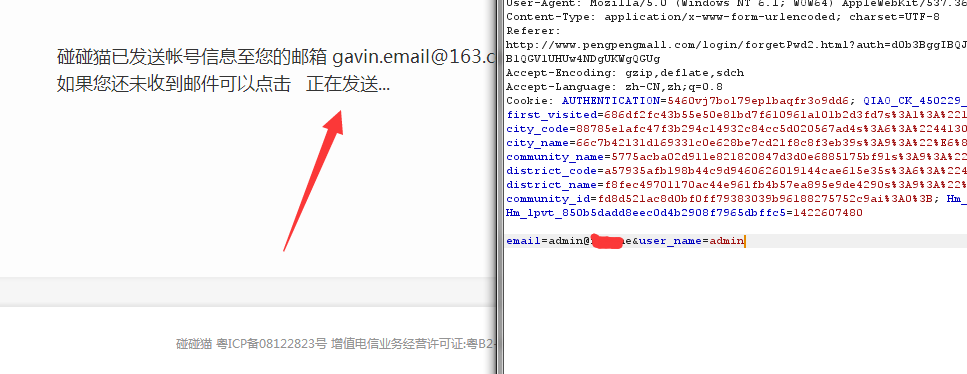 碰碰猫已发送帐号信息至您的邮箱 gavin.email@163.c
如果您还未收到邮件可以点击 正在发送...
碰碰猫 粤ICP备08122823号 增值电信业务经营许可证:粤B2-
User-Agent: Mozilla/5.0 (Windows NT 6.1; WOW64) AppleWebKit/537.36
Content-Type: application/x-www-form-urlencoded; charset=UTF-8
Referer:
http://www.pengpengmall.com/login/forgetPwd2.html?auth=d0b3BggIBQJ
B1QGV1UHUw4NDgUKWgQGUg
Accept-Encoding: gzip,deflate,sdch
Accept-Language: zh-CN,zh;q=0.8
Cookie: AUTHENTICATION=5460vj7bol79eplbaqfr3o9dd6; QIAO_CK_450229_
first_visited=686df2fc43b55e50e81bd7f610961a101b2d3fd7s%3A1%3A%221
city_code=88785e1afc47f3b294c14932c84cc5d020567ad4s%3A6%3A%2244130
city_name=66c7b42131d169331c0e628be7cd21f8c8f3eb39s%3A9%3A%22%E6%8
community_name=5775acba02d911e821820847d3d0e6885175bf91s%3A9%3A%22
district_code=a57935afb198b44c9d9460626019144cae615e35s%3A6%3A%224
district_name=f8fec49701170ac44e961fb4b57ea895e9de4290s%3A9%3A%22%
community_id=fd8d521ac8d0bf0ff79383039b96188275752c9ai%3A0%3B; Hm_
Hm_lpvt_850b5dadd8eec0d4b2908f7965dbffc5=1422607480
email=admin@ e&user_name=admin